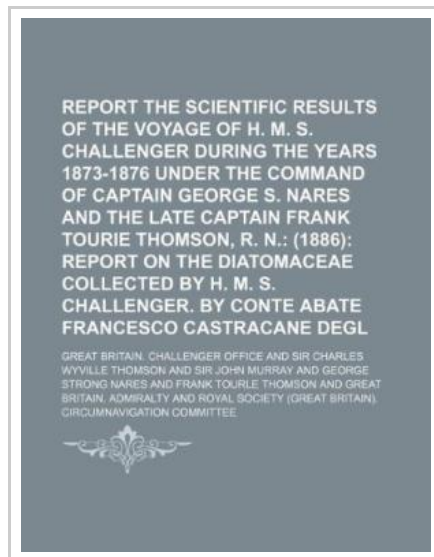 REPORT THE SCIENTIFIC RESULTS
OF THE VOYAGE OF H. M. S.
CHALLENGER DURING THE YEARS
1873-1876 UNDER THE COMMAND
OF CAPTAIN GEORGE S. NARES
AND THE LATE CAPTAIN FRANK
TOURIE THOMSON, R. N.: (1886):
REPORT ON THE DIATOMACEAE
COLLECTED BY H. M. S.
CHALLENGER. BY CONTE ABATE
FRANCESCO CASTRACANE DEGL
GREAT BRITAIN. CHALLENGER OFFICE AND SIR CHARLES
WYVILLE THOMSON AND SIR JOHN MURRAY AND GEORGE
STRONG NARES AND FRANK TOURLE THOMSON AND GREAT
BRITAIN. ADMIRALTY AND ROYAL SOCIETY (GREAT BRITAIN).
CIRCUMNAVIGATION COMMITTEE